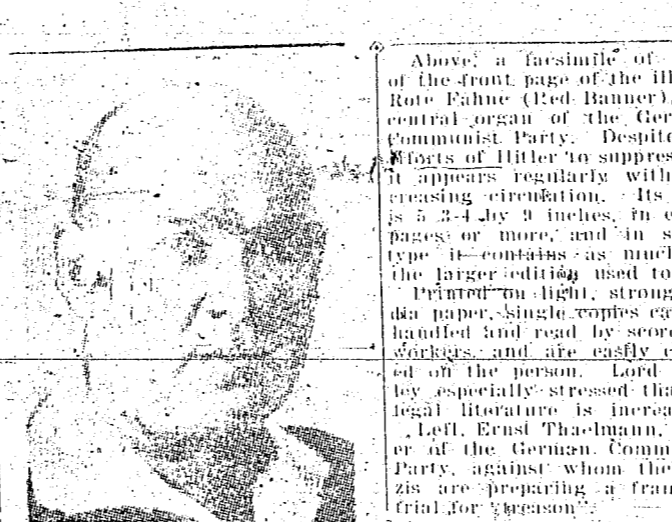 Above, a facsimile of
of the front page of the ill
Rote Fahne (Red Banner),
central organ of the Ger
Communist Party. Despite
efforts of Hitler to suppres
it appears regularly with
creasing circulation. Its
is 5 3-4 by 9 inches, in
pages or more, and in s
type it contains as much
the larger edition used to
Printed on light, strong
dia paper, single copies ca
handled and read by score
workers, and are easily c
ed on the person. Lord
ley especially stressed tha
legal literature is increa
Left, Ernst Thaelmann,
er of the German Comm
Party, against whom the
zis are preparing a fram
trial for "treason".